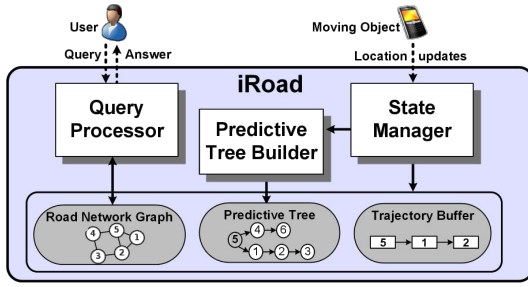 User
Moving Object
Query
Answer
Location updates
iRoad
Query
Processor
Predictive
Tree Builder
State
Manager
Road Network Graph
4
5
1
3
2
Predictive Tree
5
4
6
1
2
3
Trajectory Buffer
5
1
2